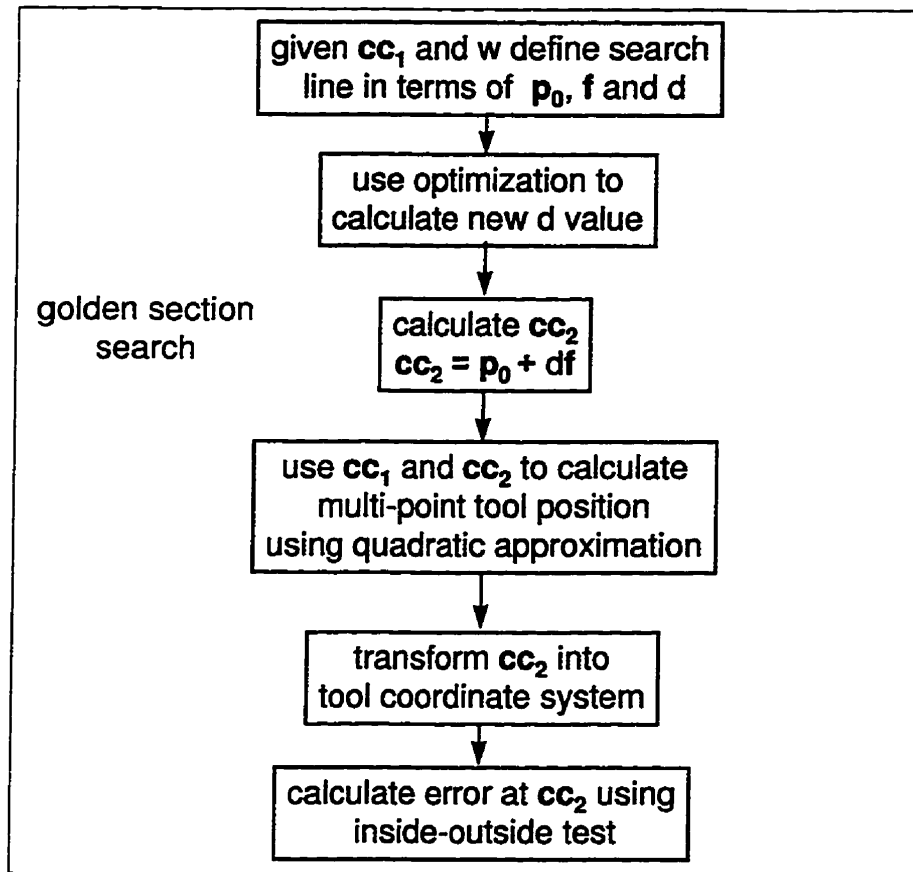 given cc₁ and w define search
line in terms of p₀, f and d
use optimization to
calculate new d value
golden section
search
calculate cc₂
cc₂ = p₀ + df
use cc₁ and cc₂ to calculate
multi-point tool position
using quadratic approximation
transform cc₂ into
tool coordinate system
calculate error at cc₂ using
inside-outside test